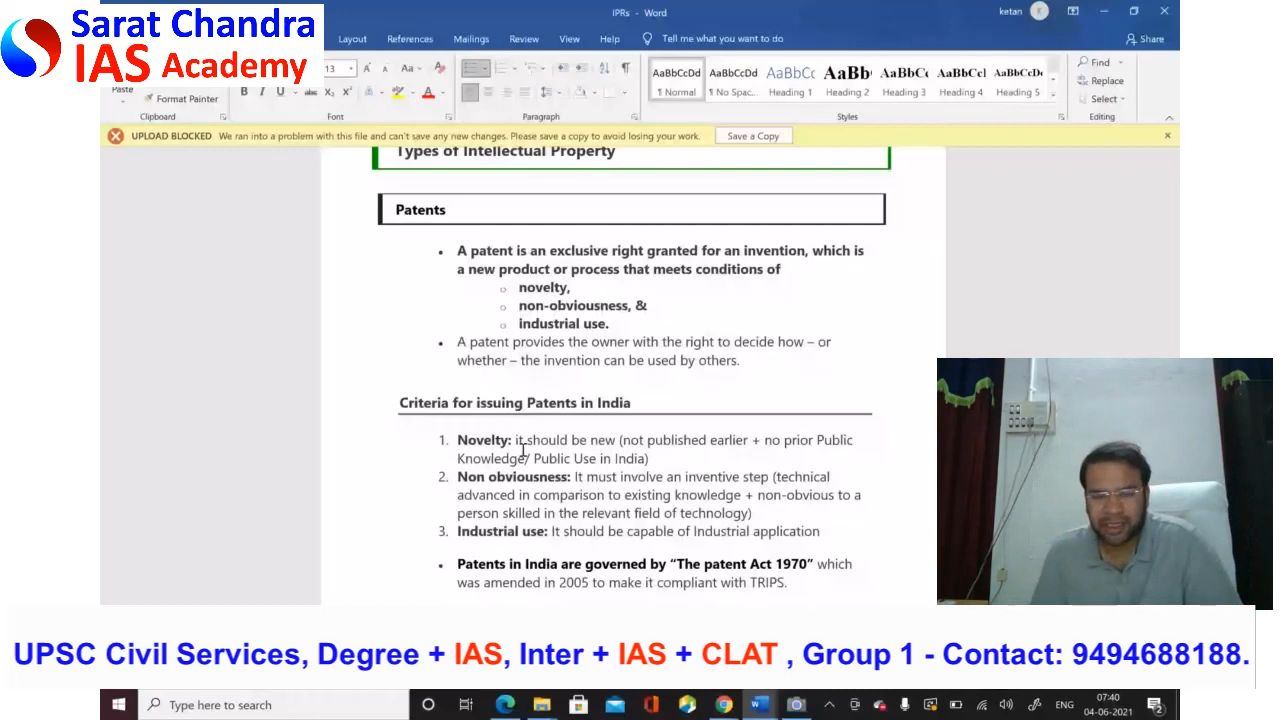 Sarat Chandra
IAS Academy
IPRs - Word
ketan
Layout References Mailings Review View Help Tell me what you want to do
Share
13
Aa
Paste
Format Painter
B I U abc X₂ X² A
AaBbCcDd AaBbCcDd AaBbCc AaBb( AaBbCc( AaBbCcI AaBbCcDc
1 Normal 1 No Spac... Heading 1 Heading 2 Heading 3 Heading 4 Heading 5
Find
Replace
Select
Clipboard Font Paragraph Styles Editing
UPLOAD BLOCKED We ran into a problem with this file and can't save any new changes. Please save a copy to avoid losing your work. Save a Copy
Types of Intellectual Property
Patents
• A patent is an exclusive right granted for an invention, which is
a new product or process that meets conditions of
o novelty,
o non-obviousness, &
o industrial use.
• A patent provides the owner with the right to decide how – or
whether – the invention can be used by others.
Criteria for issuing Patents in India
1. Novelty: it should be new (not published earlier + no prior Public
Knowledge/ Public Use in India)
2. Non obviousness: It must involve an inventive step (technical
advanced in comparison to existing knowledge + non-obvious to a
person skilled in the relevant field of technology)
3. Industrial use: It should be capable of Industrial application
• Patents in India are governed by “The patent Act 1970” which
was amended in 2005 to make it compliant with TRIPS.
UPSC Civil Services, Degree + IAS, Inter + IAS + CLAT , Group 1 - Contact: 9494688188.
Type here to search
ENG
07:40
04-06-2021
2